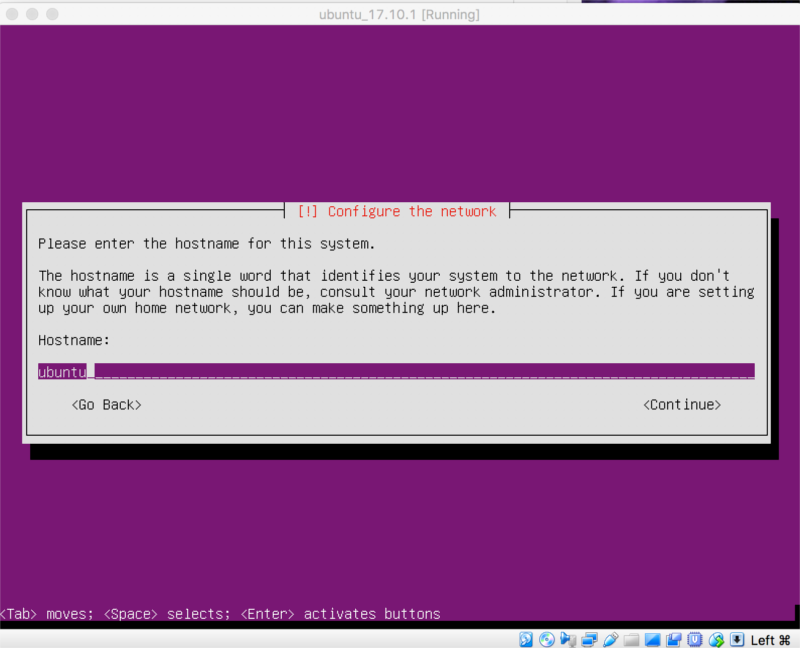 ubuntu_17.10.1 [Running]
[!] Configure the network
Please enter the hostname for this system.
The hostname is a single word that identifies your system to the network. If you don't
know what your hostname should be, consult your network administrator. If you are setting
up your own home network, you can make something up here.
Hostname:
ubuntu
<Go Back> <Continue>
<Tab> moves; <Space> selects; <Enter> activates buttons
Left ⌘